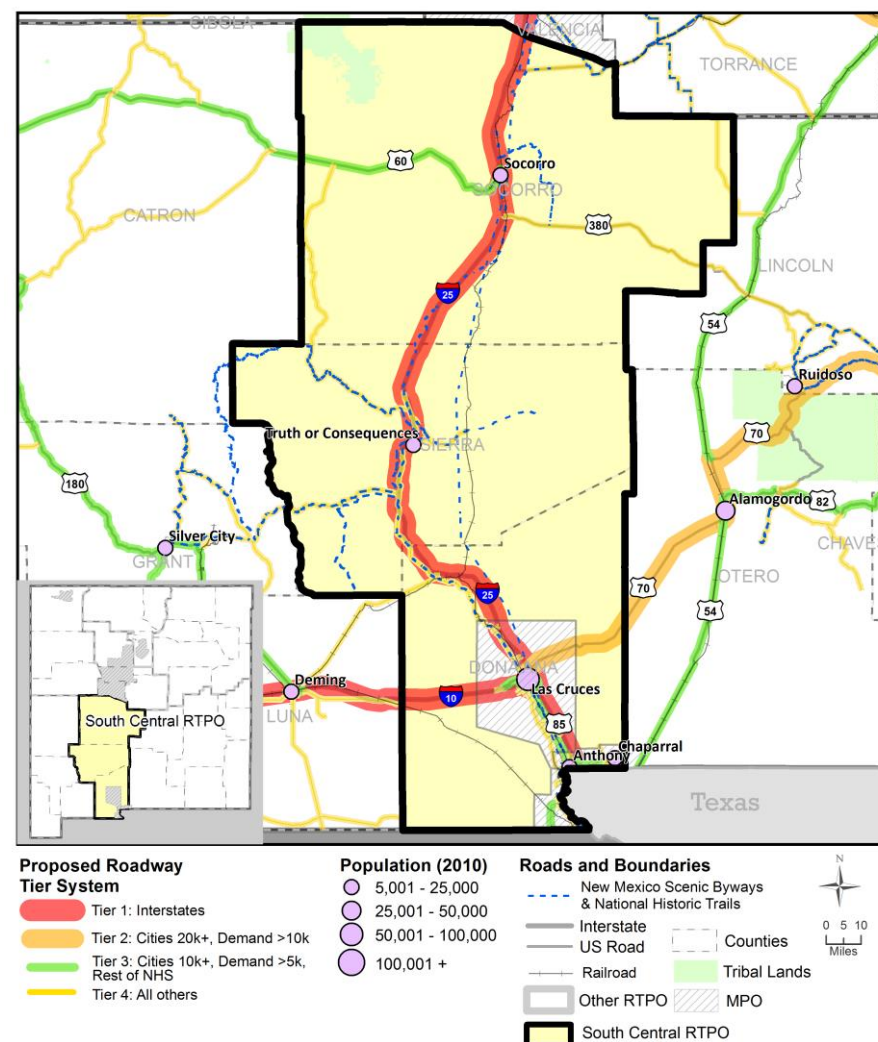 CIBOLA
VALENCIA
TORRANCE
60
Socorro
SOCORRO
CATRON
380
LINCOLN
25
54
Ruidoso
70
Truth or Consequences
SIERRA
180
Alamogordo
82
Silver City
GRANT
CHAVE
OTERO
70
54
25
DONA ANA
Las Cruces
Deming
10
LUNA
85
Chaparral
Anthony
South Central RTPO
Texas
Proposed Roadway
Tier System
Tier 1: Interstates
Tier 2: Cities 20k+, Demand >10k
Tier 3: Cities 10k+, Demand >5k,
Rest of NHS
Tier 4: All others
Population (2010)
5,001 - 25,000
25,001 - 50,000
50,001 - 100,000
100,001 +
Roads and Boundaries
New Mexico Scenic Byways
& National Historic Trails
Interstate
US Road
Railroad
Other RTPO
South Central RTPO
Counties
Tribal Lands
MPO
N
0 5 10
Miles